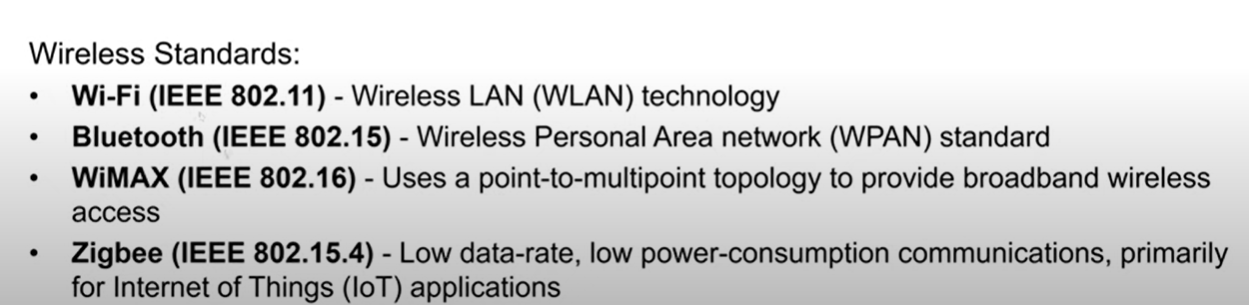 Wireless Standards:
• Wi-Fi (IEEE 802.11) - Wireless LAN (WLAN) technology
• Bluetooth (IEEE 802.15) - Wireless Personal Area network (WPAN) standard
• WiMAX (IEEE 802.16) - Uses a point-to-multipoint topology to provide broadband wireless
access
• Zigbee (IEEE 802.15.4) - Low data-rate, low power-consumption communications, primarily
for Internet of Things (IoT) applications